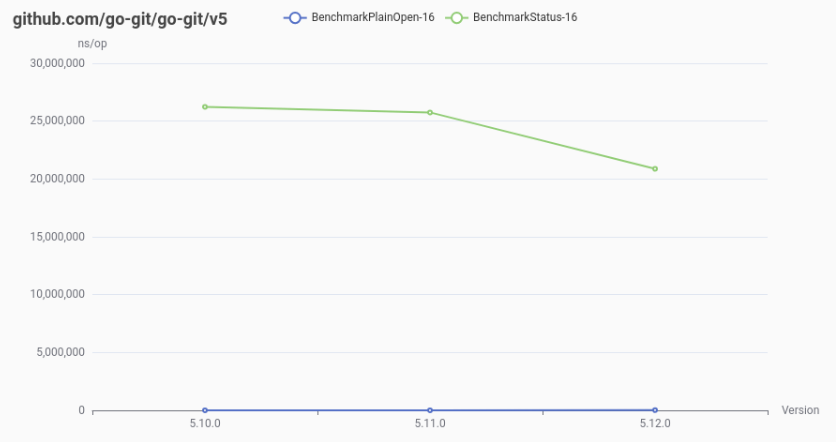 github.com/go-git/go-git/v5
BenchmarkPlainOpen-16 BenchmarkStatus-16
ns/op
30,000,000
25,000,000
20,000,000
15,000,000
10,000,000
5,000,000
0
5.10.0 5.11.0 5.12.0
Version